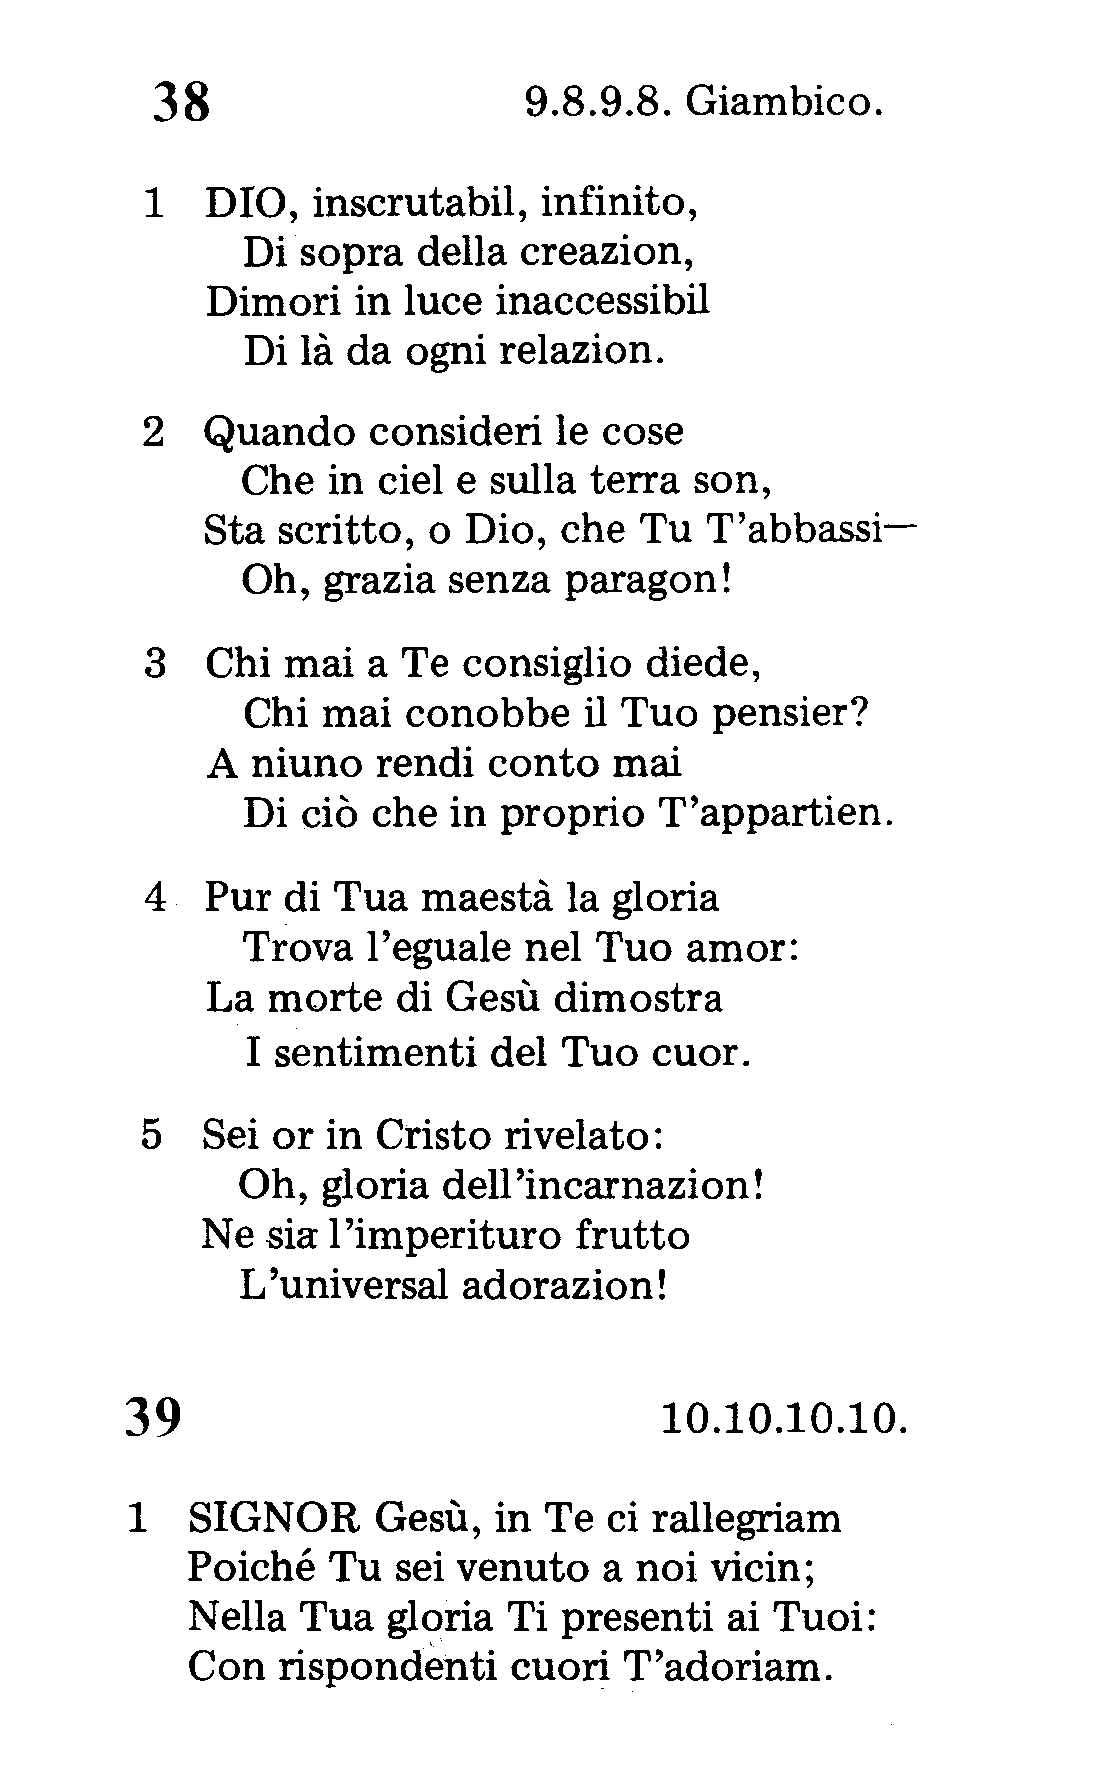 38 9.8.9.8. Giambico.
1 DIO, inscrutabil, infinito,
Di sopra della creazion,
Dimori in luce inaccessibil
Di là da ogni relazion.
2 Quando consideri le cose
Che in ciel e sulla terra son,
Sta scritto, o Dio, che Tu T’abbassi—
Oh, grazia senza paragon!
3 Chi mai a Te consiglio diede,
Chi mai conobbe il Tuo pensier?
A niuno rendi conto mai
Di ciò che in proprio T’appartien.
4 Pur di Tua maestà la gloria
Trova l’eguale nel Tuo amor:
La morte di Gesù dimostra
I sentimenti del Tuo cuor.
5 Sei or in Cristo rivelato:
Oh, gloria dell’incarnazion!
Ne sia l’imperituro frutto
L’universal adorazion!
39 10.10.10.10.
1 SIGNOR Gesù, in Te ci rallegriam
Poiché Tu sei venuto a noi vicin;
Nella Tua gloria Ti presenti ai Tuoi:
Con rispondenti cuori T’adoriam.